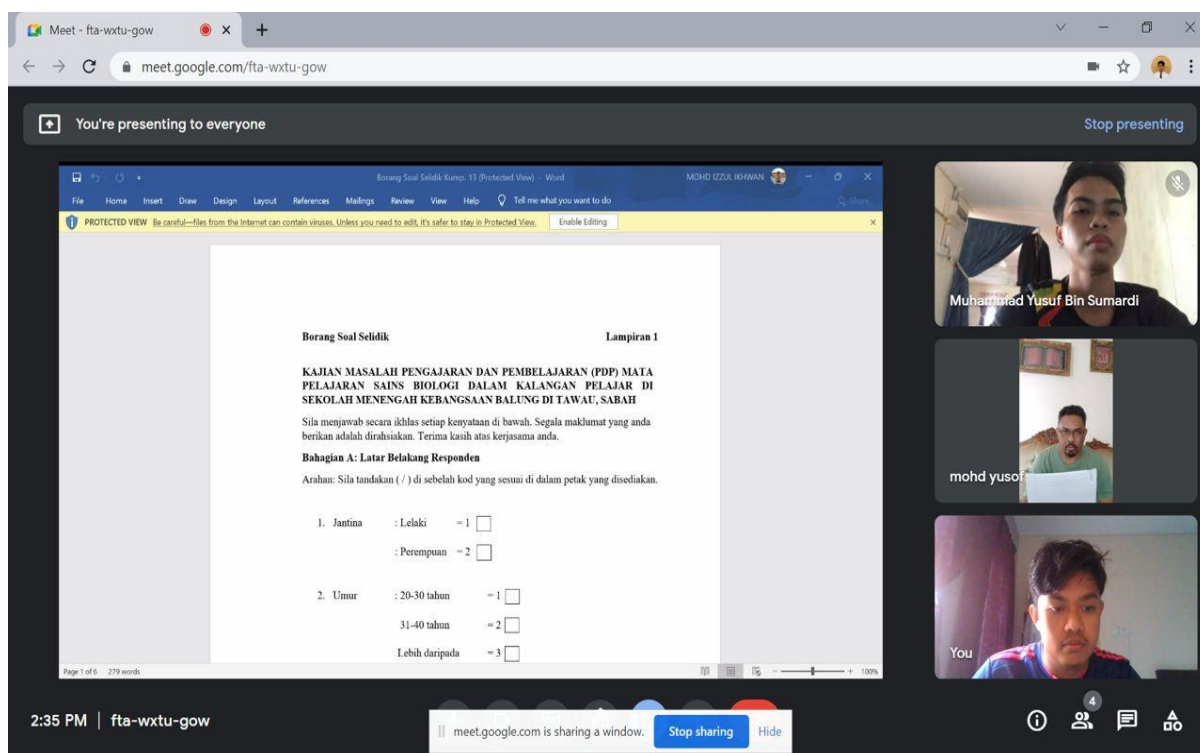 Meet - fta-wxtu-gow
meet.google.com/fta-wxtu-gow
You're presenting to everyone
Stop presenting
Borang Soal Selidik Kump. 13 (Protected View) - Word
MOHD IZZUL IKHWAN
File Home Insert Draw Design Layout References Mailings Review View Help Tell me what you want to do Share
PROTECTED VIEW Be careful—files from the Internet can contain viruses. Unless you need to edit, it's safer to stay in Protected View. Enable Editing
Borang Soal Selidik Lampiran 1
KAJIAN MASALAH PENGAJARAN DAN PEMBELAJARAN (PDP) MATA
PELAJARAN SAINS BIOLOGI DALAM KALANGAN PELAJAR DI
SEKOLAH MENENGAH KEBANGSAAN BALUNG DI TAWAU, SABAH
Sila menjawab secara ikhlas setiap kenyataan di bawah. Segala maklumat yang anda
berikan adalah dirahsiakan. Terima kasih atas kerjasama anda.
Bahagian A: Latar Belakang Responden
Arahan: Sila tandakan ( / ) di sebelah kod yang sesuai di dalam petak yang disediakan.
1. Jantina : Lelaki = 1
: Perempuan = 2
2. Umur : 20-30 tahun = 1
31-40 tahun = 2
Lebih daripada = 3
Page 1 of 6 279 words
100%
Muhammad Yusuf Bin Sumardi
mohd yusof
You
2:35 PM | fta-wxtu-gow
meet.google.com is sharing a window. Stop sharing Hide
4